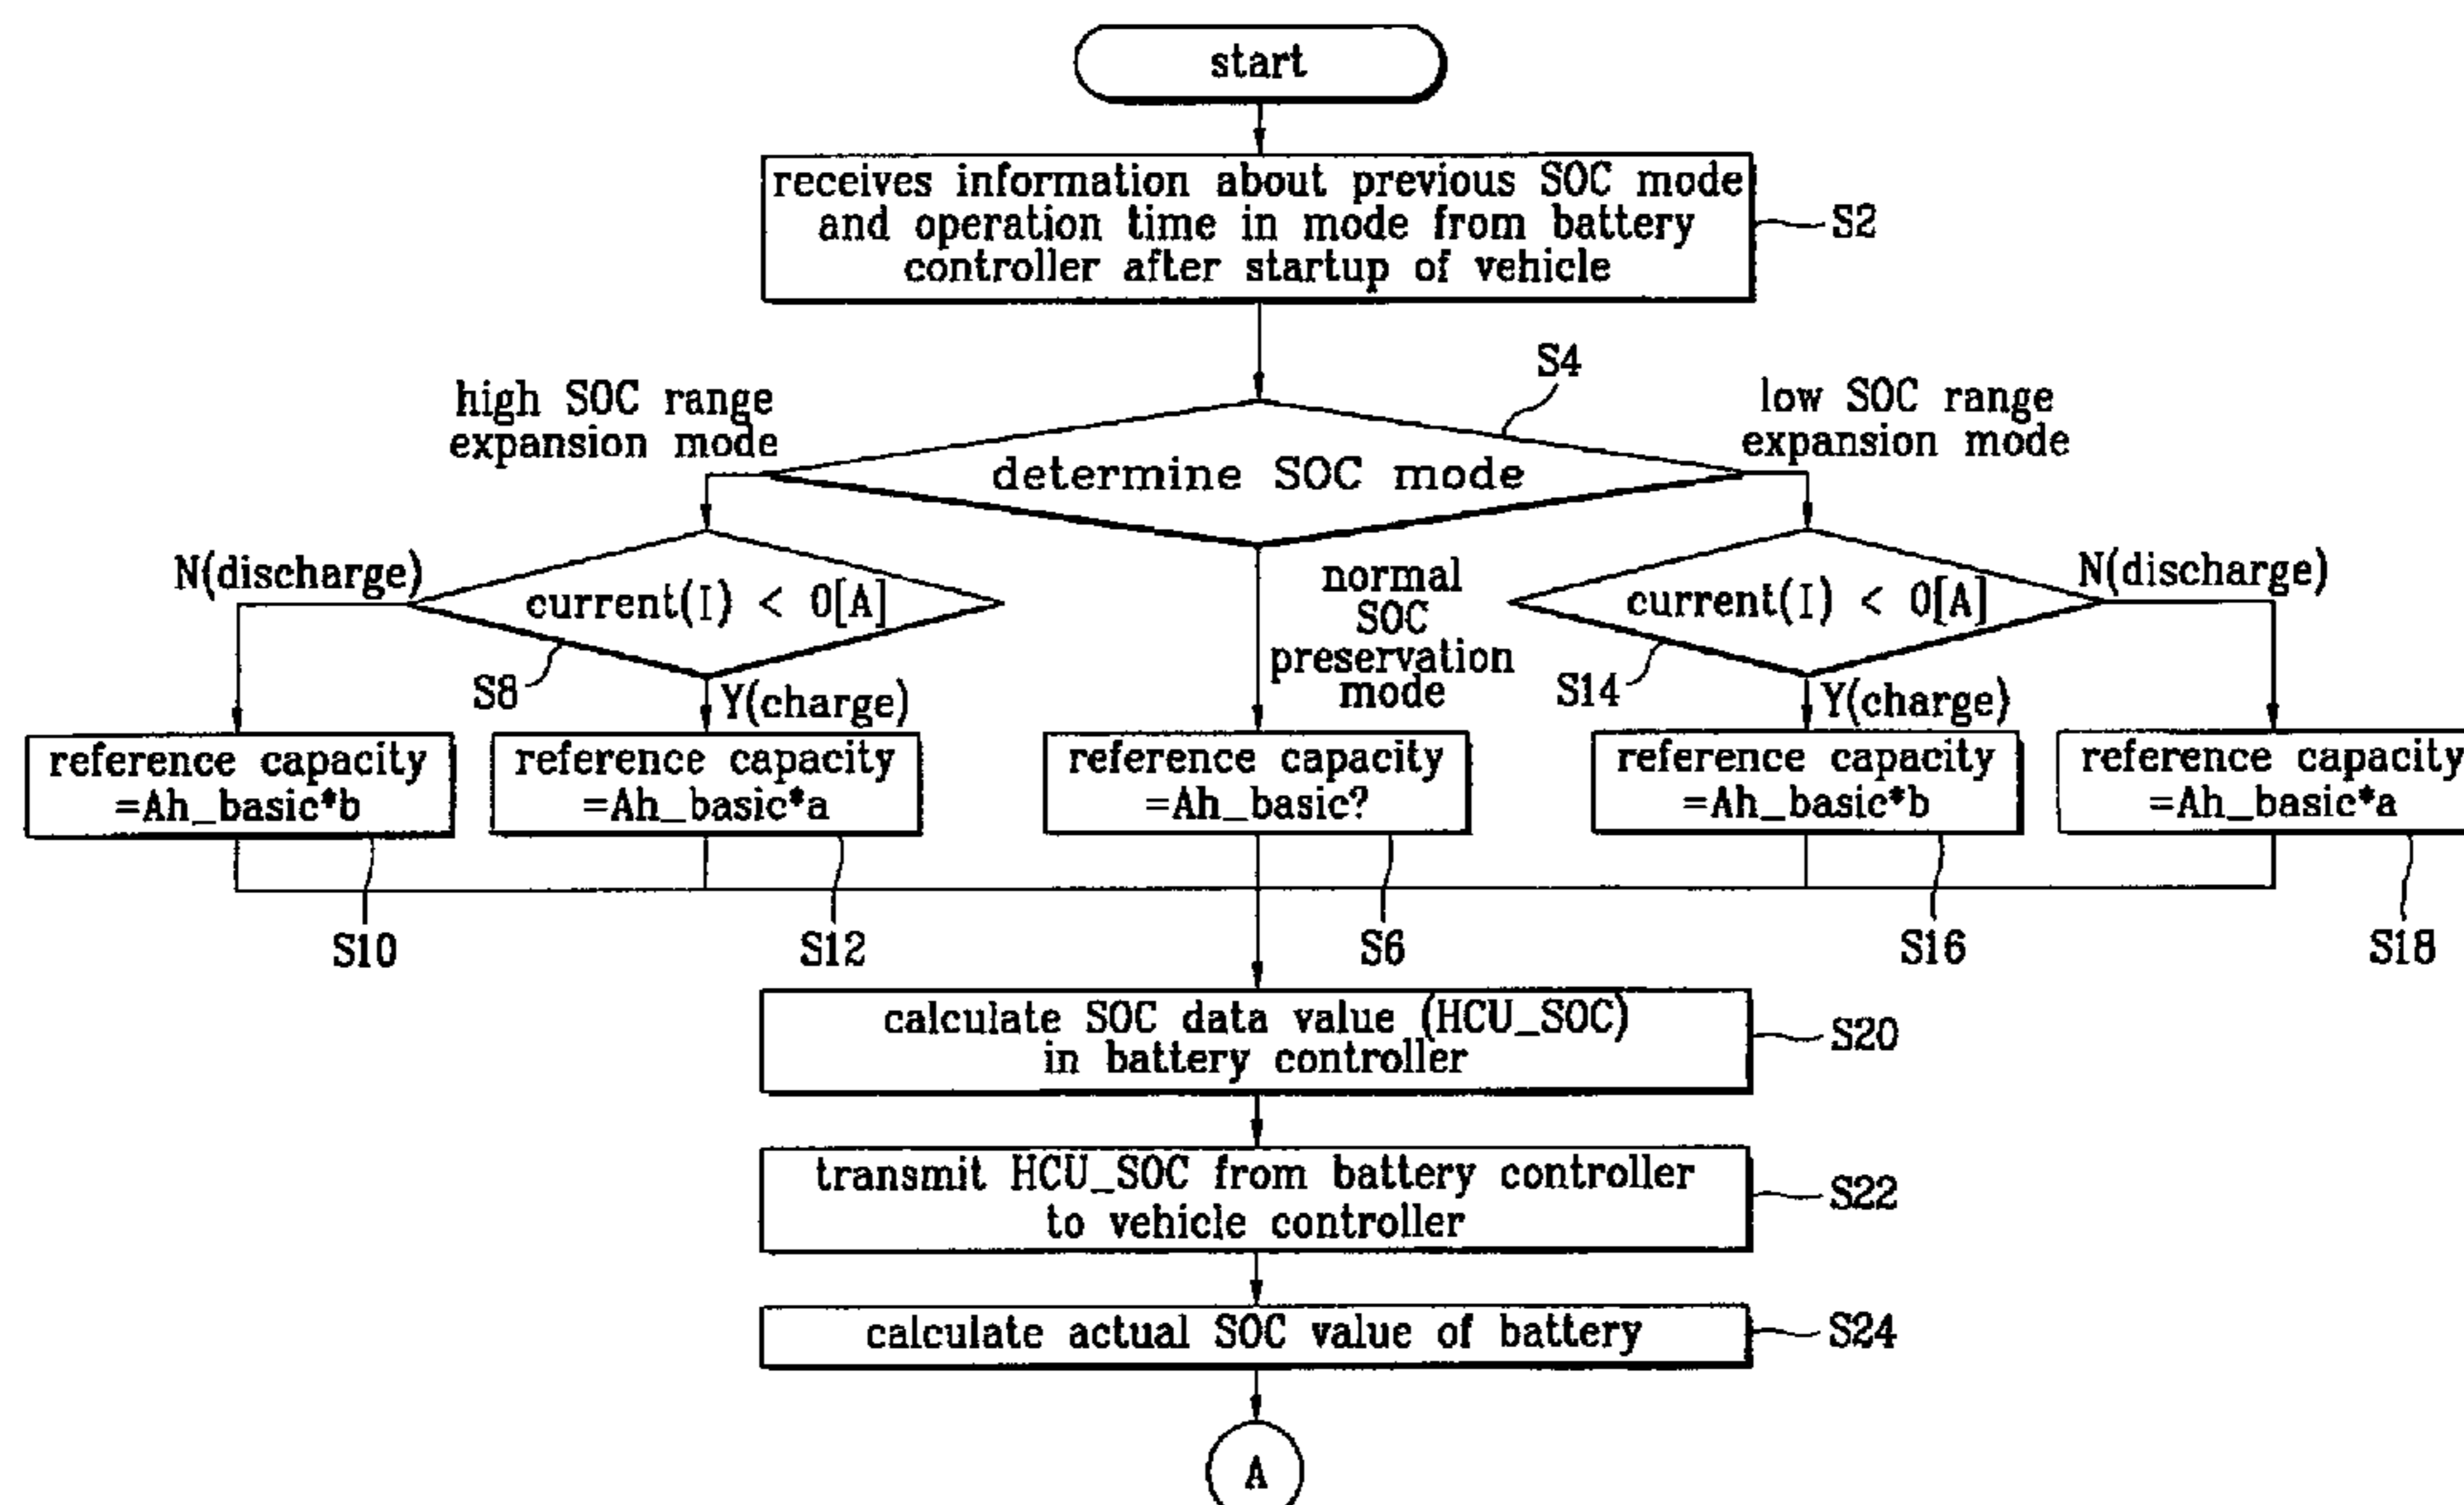 start
receives information about previous SOC mode
and operation time in mode from battery
controller after startup of vehicle
S2
S4
high SOC range
expansion mode
low SOC range
expansion mode
determine SOC mode
N(discharge)
current(I) < 0[A]
S8
Y(charge)
normal
SOC
preservation
mode
current(I) < 0[A]
N(discharge)
S14
Y(charge)
reference capacity
=Ah_basic*b
reference capacity
=Ah_basic*a
reference capacity
=Ah_basic?
reference capacity
=Ah_basic*b
reference capacity
=Ah_basic*a
S10
S12
S6
S16
S18
calculate SOC data value (HCU_SOC)
in battery controller
S20
transmit HCU_SOC from battery controller
to vehicle controller
S22
calculate actual SOC value of battery
S24
A